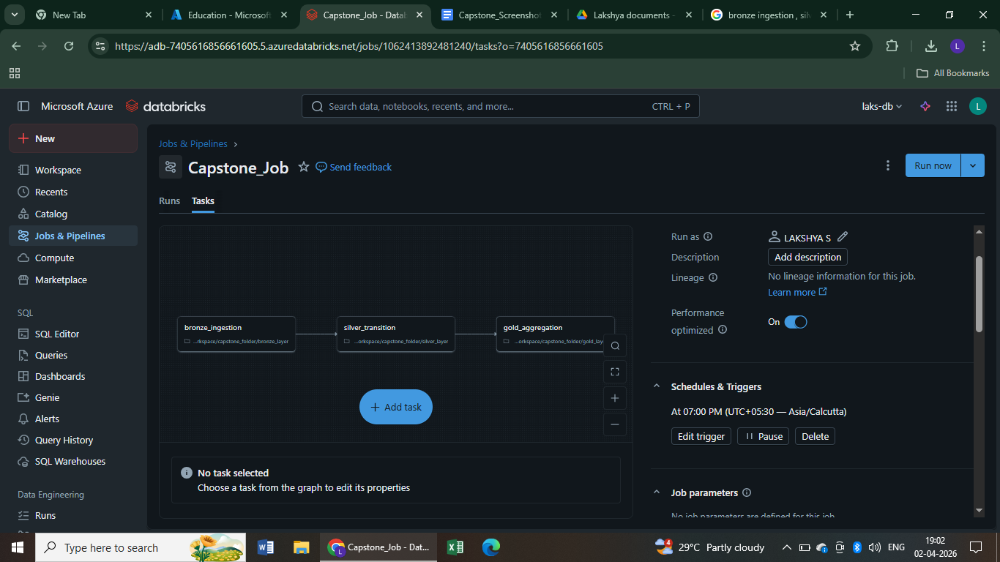 New Tab
Education - Microsoft
Capstone_Job - Datab
Capstone_Screenshot
Lakshya documents -
bronze ingestion , sil
https://adb-7405616856661605.5.azuredatabricks.net/jobs/1062413892481240/tasks?o=7405616856661605
L
All Bookmarks
Microsoft Azure
databricks
Search data, notebooks, recents, and more...
CTRL + P
laks-db
L
New
Workspace
Recents
Catalog
Jobs & Pipelines
Compute
Marketplace
SQL
SQL Editor
Queries
Dashboards
Genie
Alerts
Query History
SQL Warehouses
Data Engineering
Runs
Jobs & Pipelines
Capstone_Job
Send feedback
Run now
Runs
Tasks
bronze_ingestion
...rkspace/capstone_folder/bronze_layer
silver_transition
...orkspace/capstone_folder/silver_layer
gold_aggregation
...orkspace/capstone_folder/gold_laye
Add task
No task selected
Choose a task from the graph to edit its properties
Run as
LAKSHYA S
Description
Add description
Lineage
No lineage information for this job.
Learn more
Performance
optimized
On
Schedules & Triggers
At 07:00 PM (UTC+05:30 — Asia/Calcutta)
Edit trigger
Pause
Delete
Job parameters
No job parameters are defined for this job
Type here to search
L
Capstone_Job - Dat...
4
29°C Partly cloudy
ENG
19:02
02-04-2026